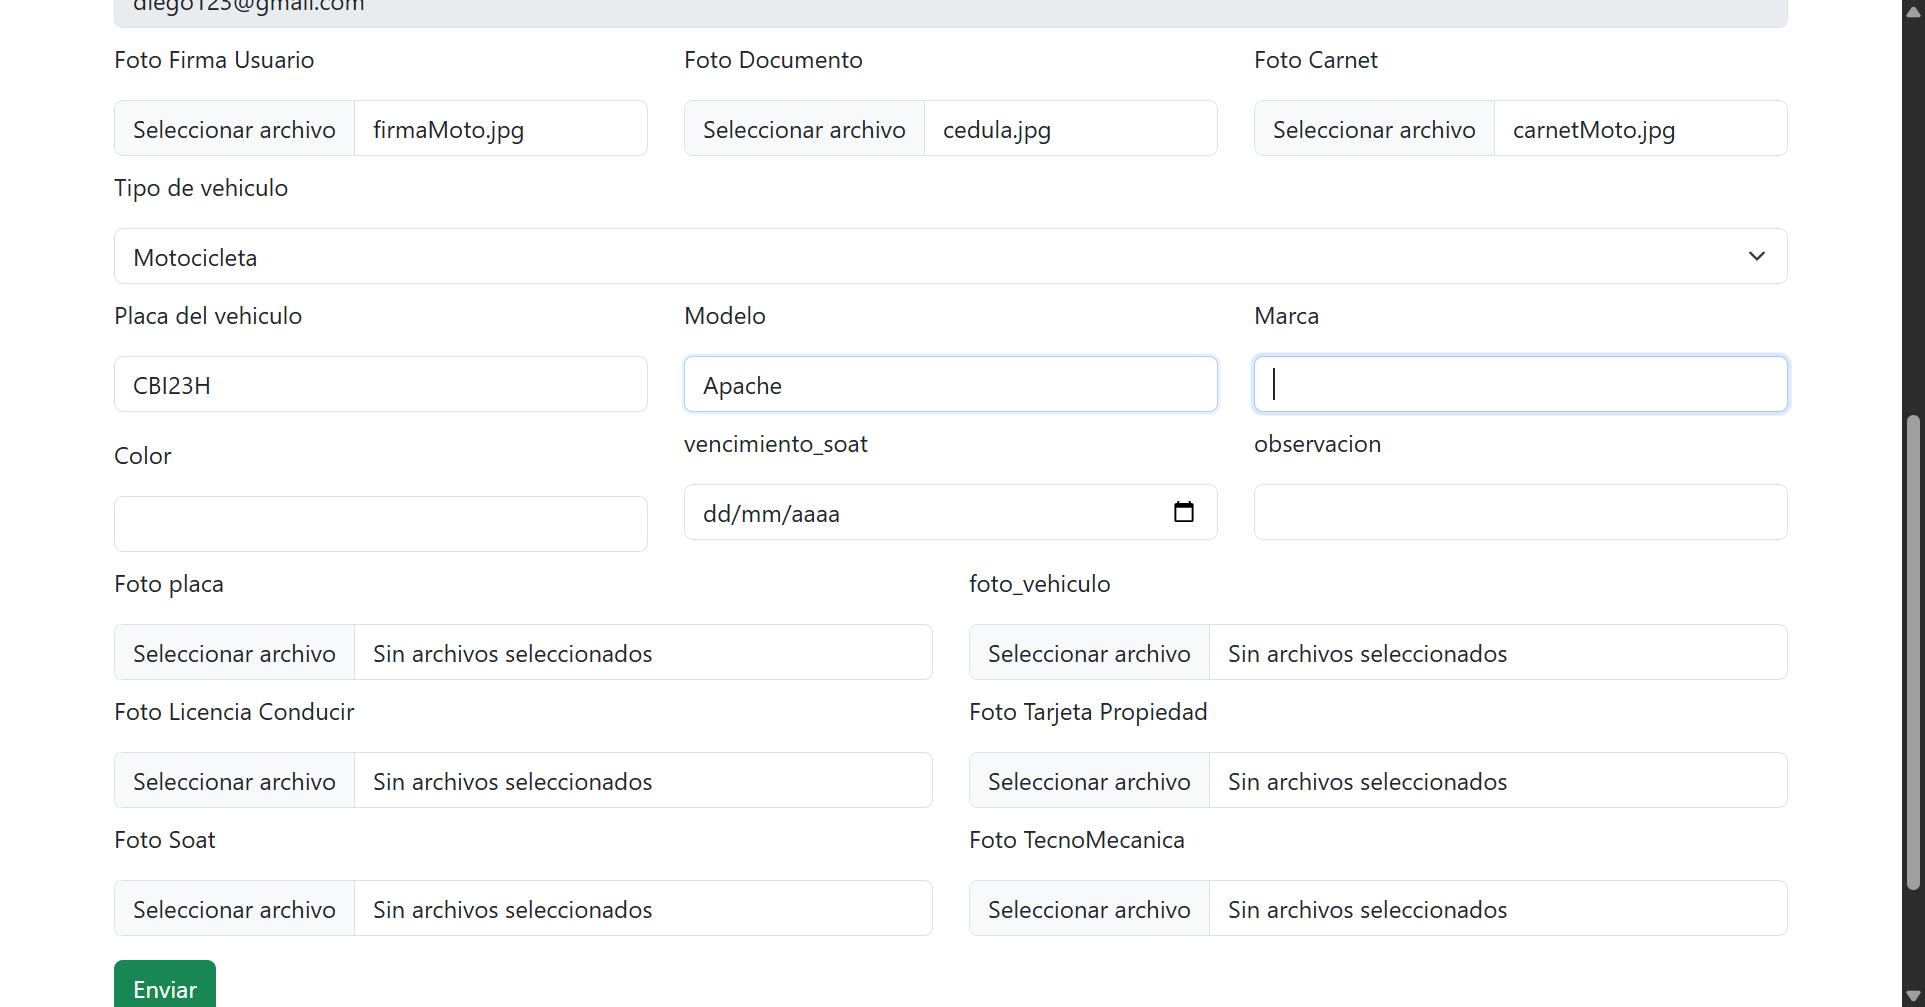 diego123@gmail.com
Foto Firma Usuario
Foto Documento
Foto Carnet
Seleccionar archivo firmaMoto.jpg
Seleccionar archivo cedula.jpg
Seleccionar archivo carnetMoto.jpg
Tipo de vehiculo
Motocicleta
Placa del vehiculo
Modelo
Marca
CBI23H
Apache
Color
vencimiento_soat
observacion
dd/mm/aaaa
Foto placa
foto_vehiculo
Seleccionar archivo Sin archivos seleccionados
Seleccionar archivo Sin archivos seleccionados
Foto Licencia Conducir
Foto Tarjeta Propiedad
Seleccionar archivo Sin archivos seleccionados
Seleccionar archivo Sin archivos seleccionados
Foto Soat
Foto TecnoMecanica
Seleccionar archivo Sin archivos seleccionados
Seleccionar archivo Sin archivos seleccionados
Enviar